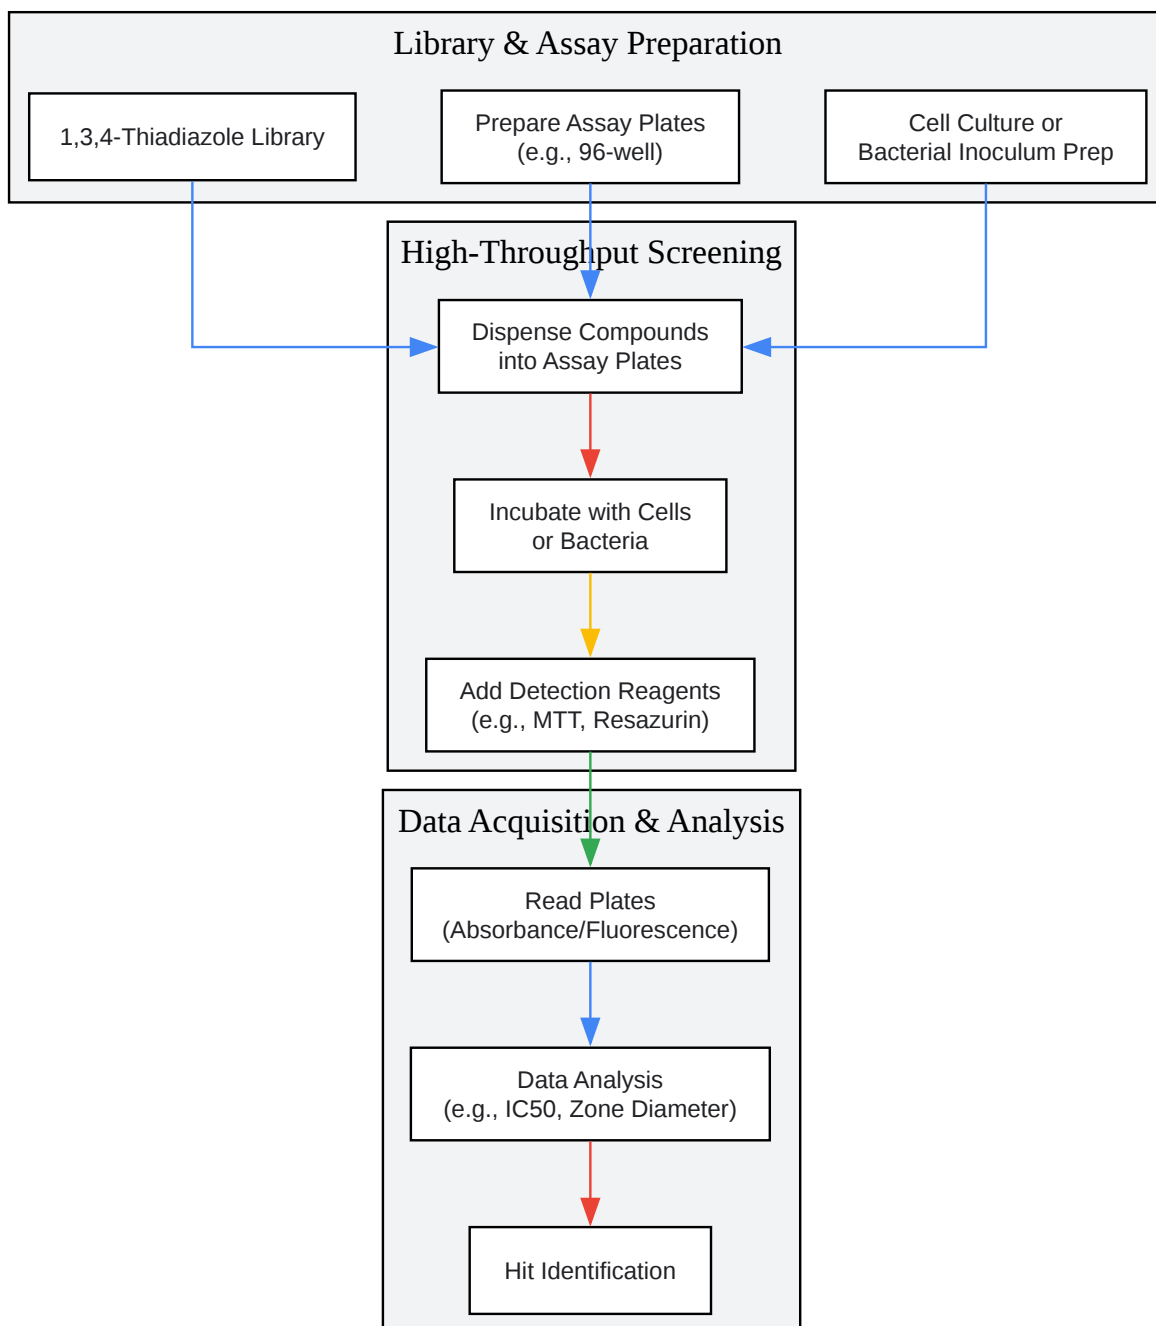 Library & Assay Preparation
1,3,4-Thiadiazole Library
Prepare Assay Plates
(e.g., 96-well)
Cell Culture or
Bacterial Inoculum Prep
High-Throughput Screening
Dispense Compounds
into Assay Plates
Incubate with Cells
or Bacteria
Add Detection Reagents
(e.g., MTT, Resazurin)
Data Acquisition & Analysis
Read Plates
(Absorbance/Fluorescence)
Data Analysis
(e.g., IC50, Zone Diameter)
Hit Identification